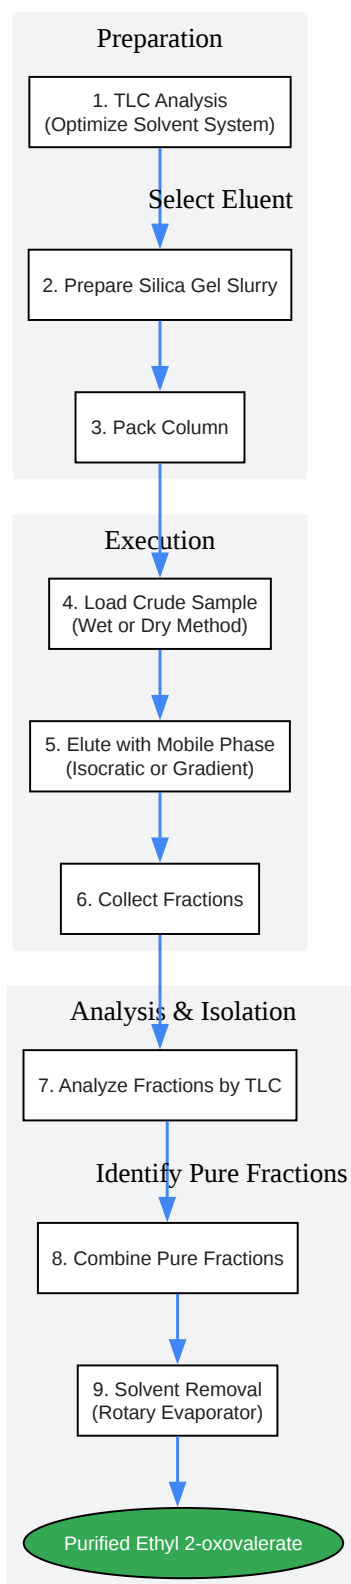 Preparation
1. TLC Analysis
(Optimize Solvent System)
Select Eluent
2. Prepare Silica Gel Slurry
3. Pack Column
Execution
4. Load Crude Sample
(Wet or Dry Method)
5. Elute with Mobile Phase
(Isocratic or Gradient)
6. Collect Fractions
Analysis & Isolation
7. Analyze Fractions by TLC
Identify Pure Fractions
8. Combine Pure Fractions
9. Solvent Removal
(Rotary Evaporator)
Purified Ethyl 2-oxovalerate